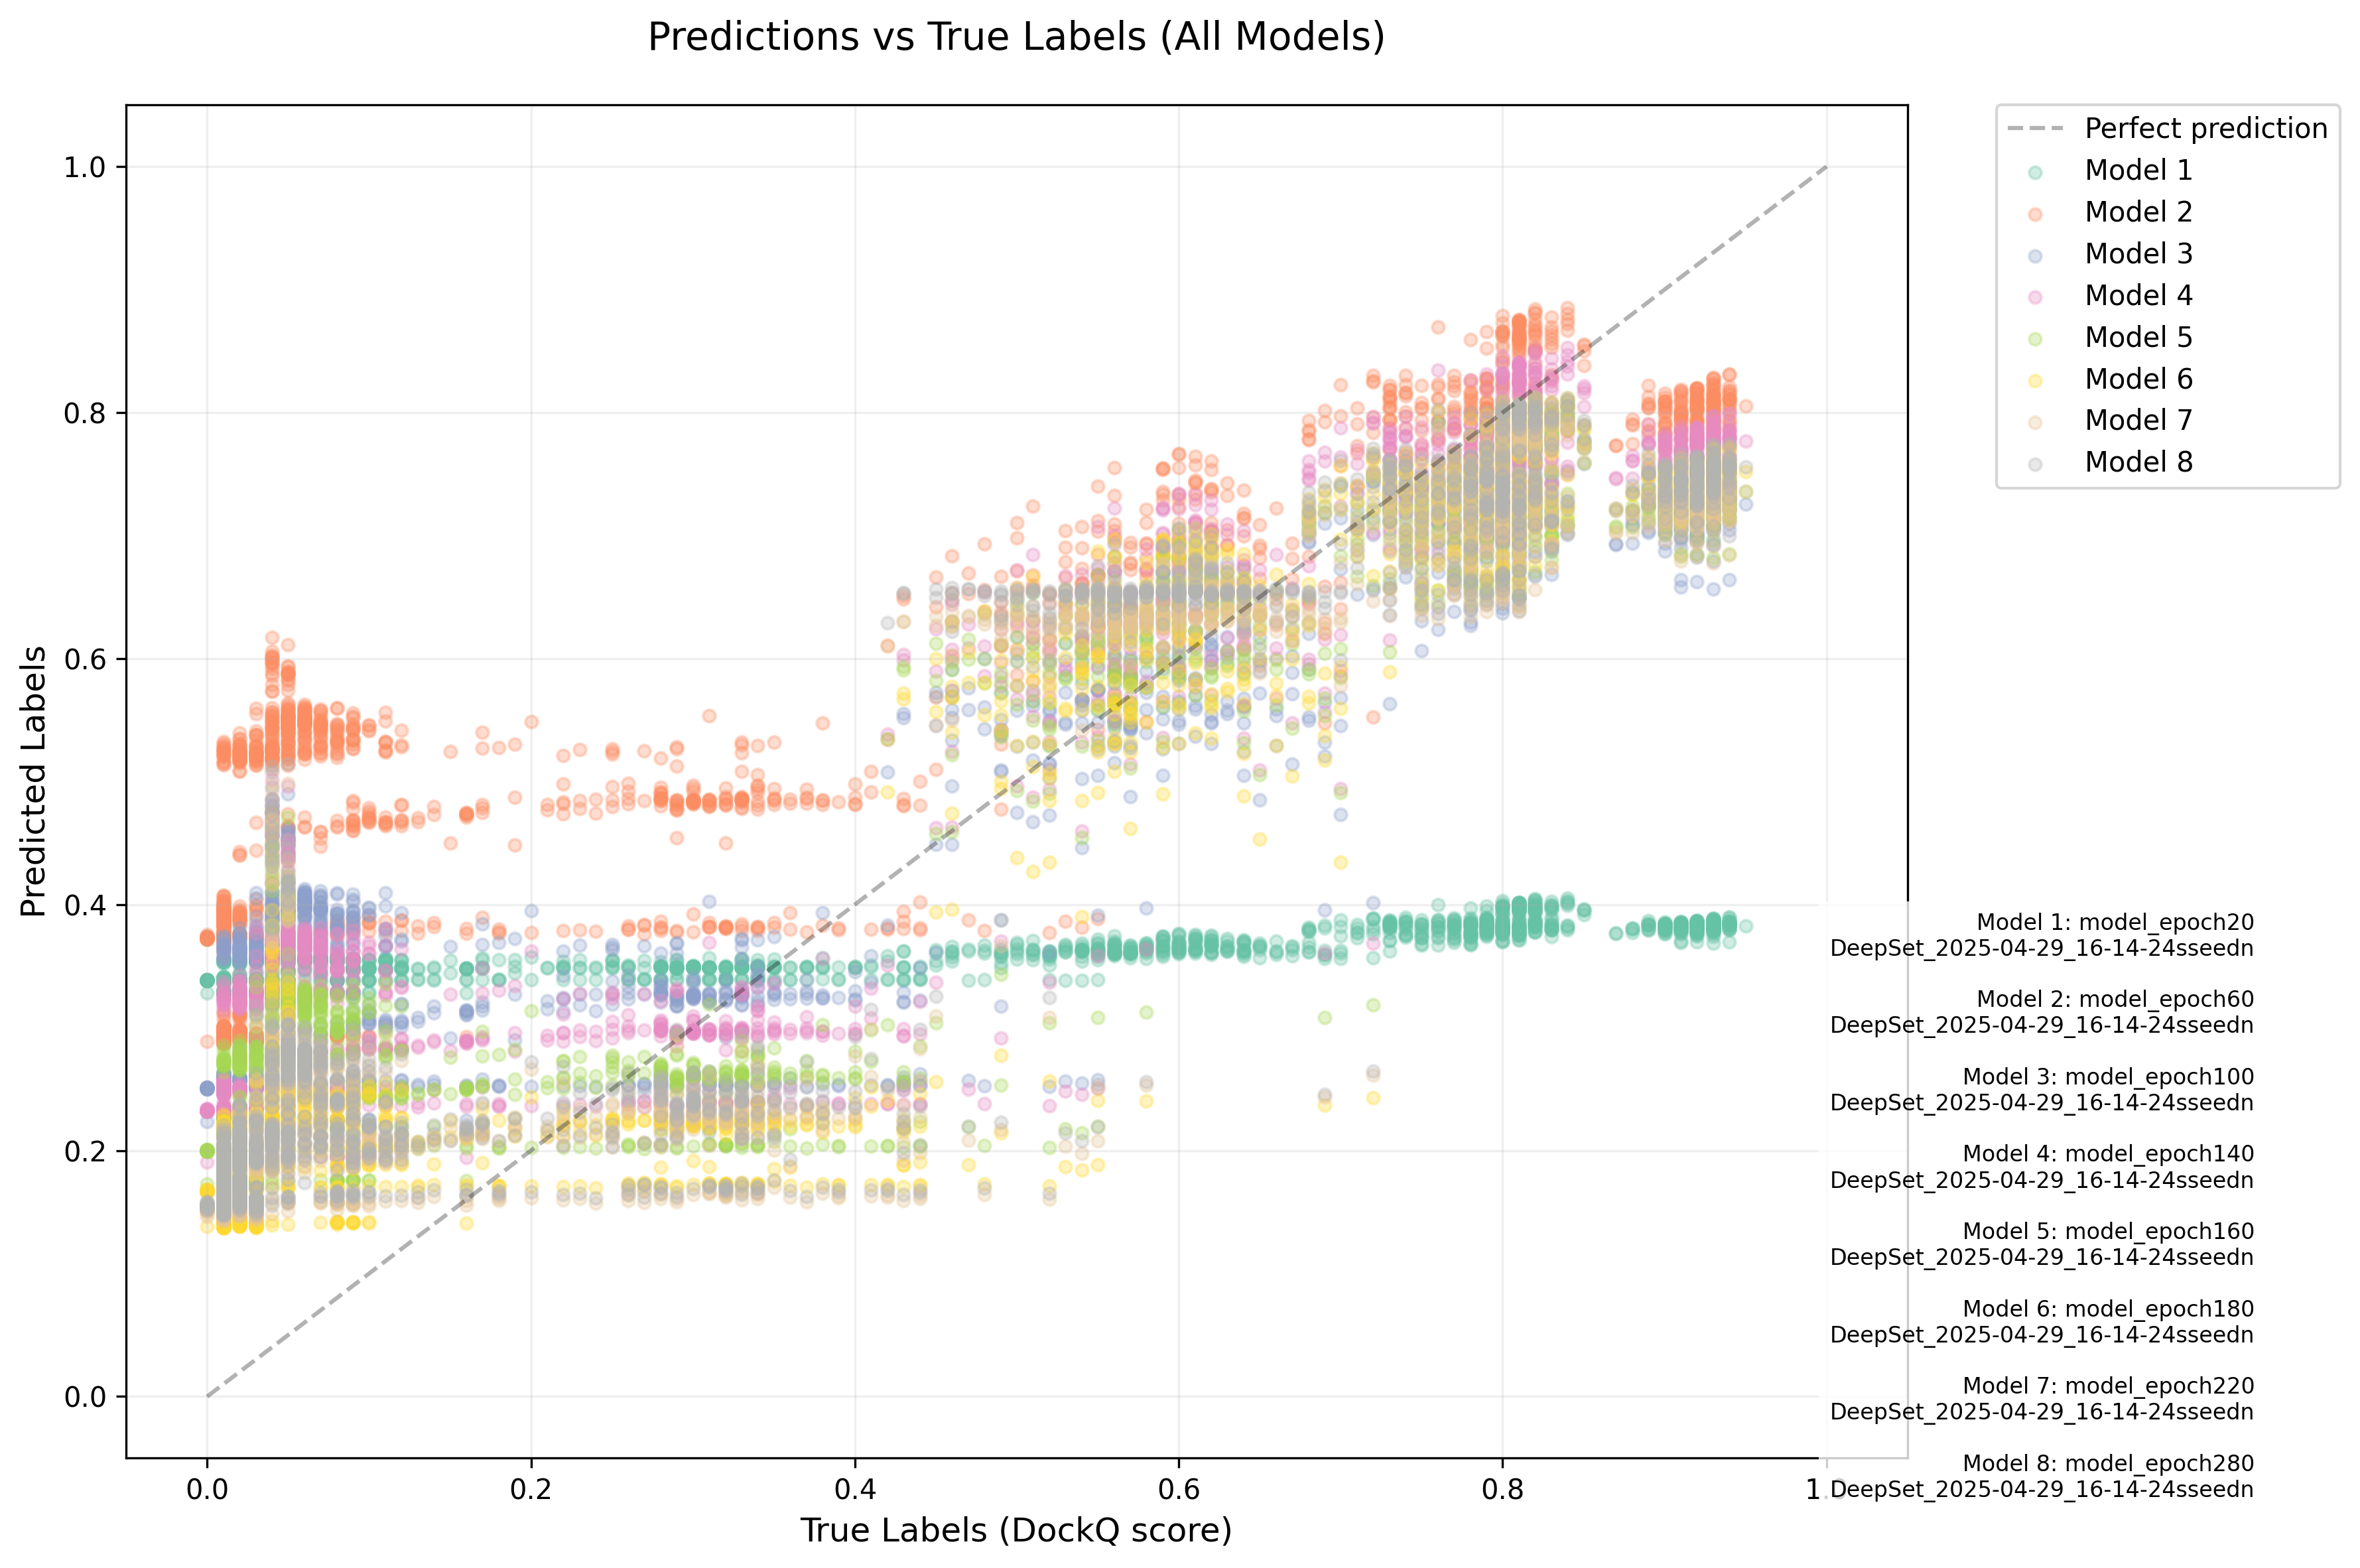 Predictions vs True Labels (All Models)
Perfect prediction
Model 1
Model 2
Model 3
Model 4
Model 5
Model 6
Model 7
Model 8
1.0
0.8
0.6
0.4
0.2
0.0
Predicted Labels
0.0
0.2
0.4
0.6
0.8
1.0
True Labels (DockQ score)
Model 1: model_epoch20
DeepSet_2025-04-29_16-14-24sseedn
Model 2: model_epoch60
DeepSet_2025-04-29_16-14-24sseedn
Model 3: model_epoch100
DeepSet_2025-04-29_16-14-24sseedn
Model 4: model_epoch140
DeepSet_2025-04-29_16-14-24sseedn
Model 5: model_epoch160
DeepSet_2025-04-29_16-14-24sseedn
Model 6: model_epoch180
DeepSet_2025-04-29_16-14-24sseedn
Model 7: model_epoch220
DeepSet_2025-04-29_16-14-24sseedn
Model 8: model_epoch280
DeepSet_2025-04-29_16-14-24sseedn